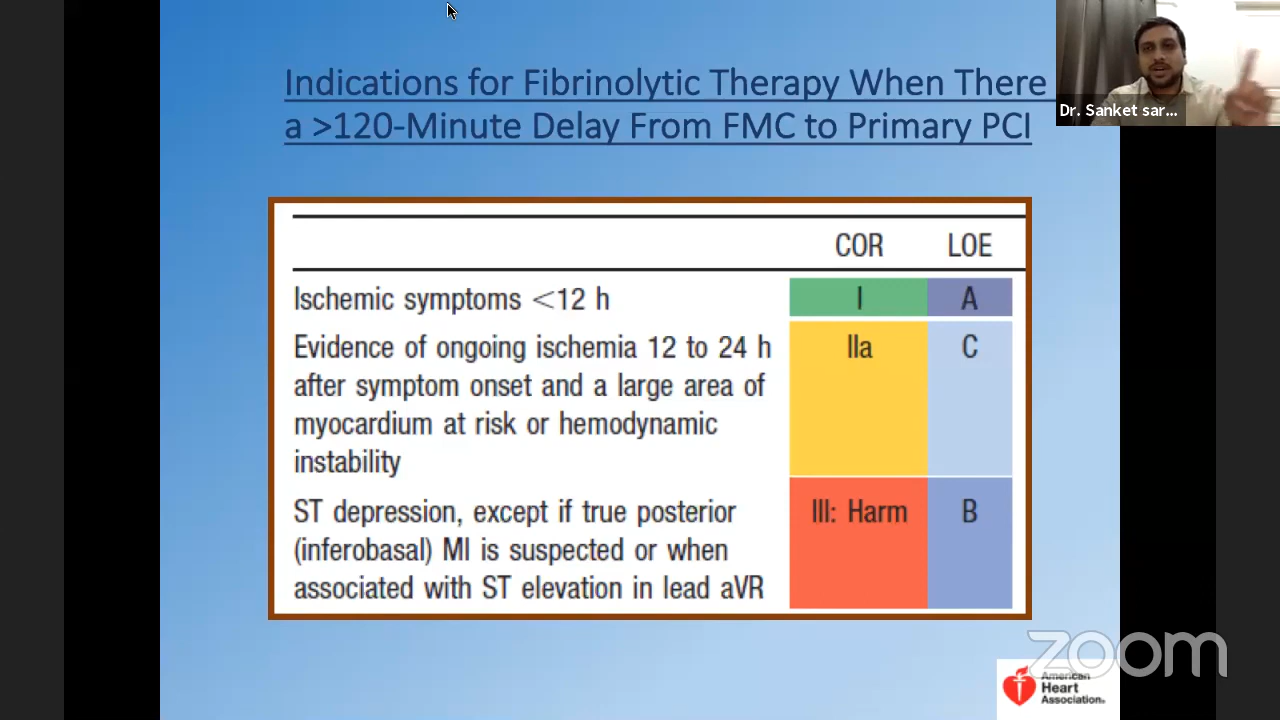 Indications for Fibrinolytic Therapy When There
a >120-Minute Delay From FMC to Primary PCI
Dr. Sanket sar...
COR LOE
Ischemic symptoms <12 h I A
Evidence of ongoing ischemia 12 to 24 h IIa C
after symptom onset and a large area of
myocardium at risk or hemodynamic
instability
ST depression, except if true posterior III: Harm B
(inferobasal) MI is suspected or when
associated with ST elevation in lead aVR
zoom
American
Heart
Association®